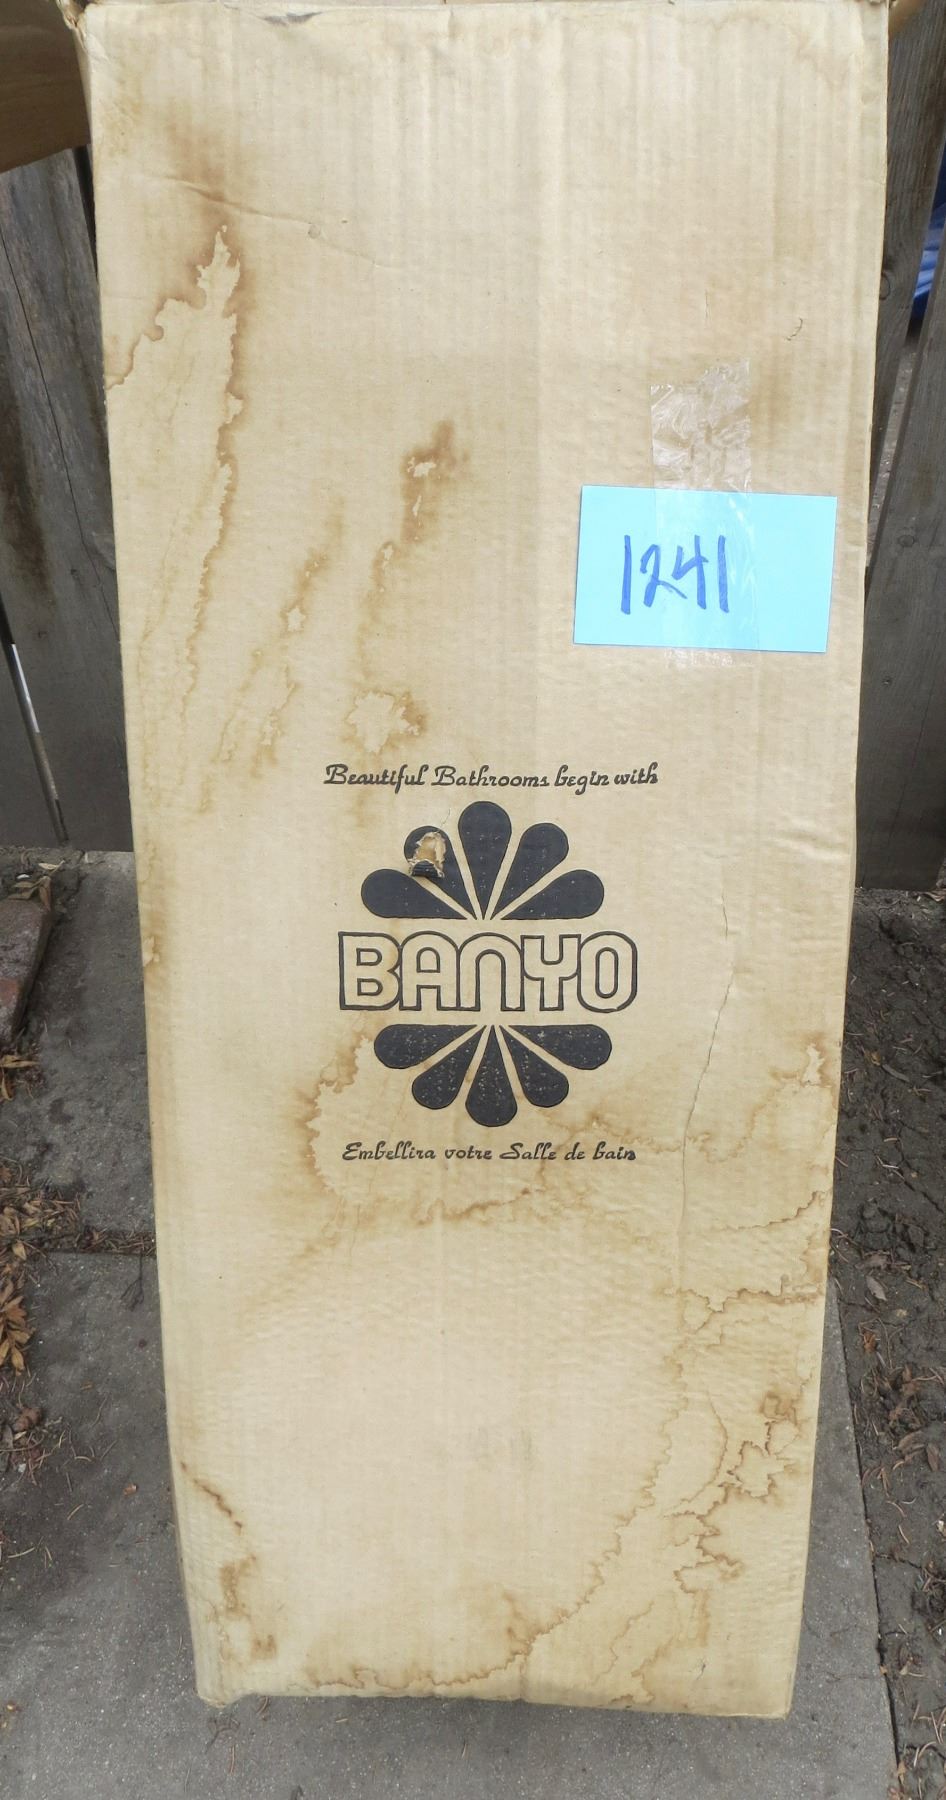 1241
Beautiful Bathrooms begin with
BANYO
Embellira votre Salle de bain